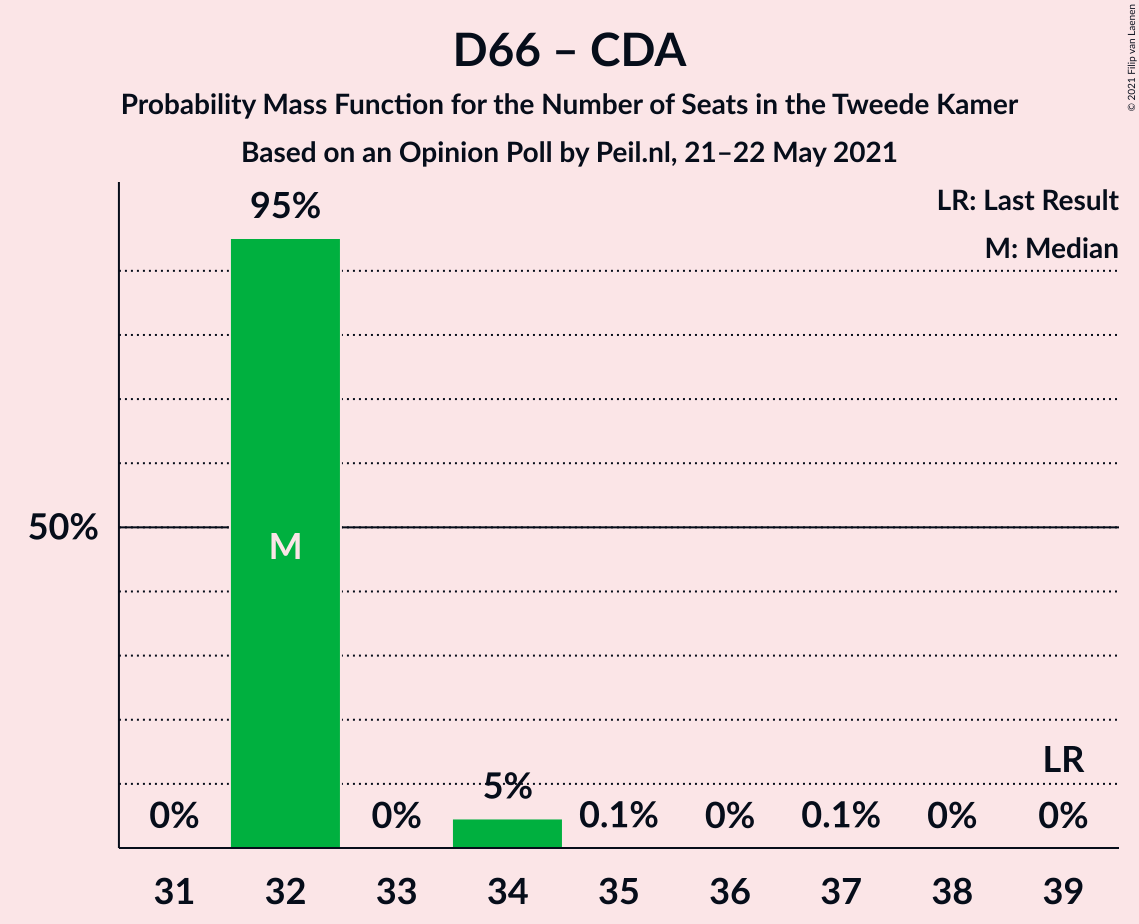 D66 – CDA
Probability Mass Function for the Number of Seats in the Tweede Kamer
Based on an Opinion Poll by Peil.nl, 21–22 May 2021
© 2021 Filip van Laenen
LR: Last Result
M: Median
95%
50%
M
LR
0%
0%
5%
0.1%
0%
0.1%
0%
0%
31 32 33 34 35 36 37 38 39